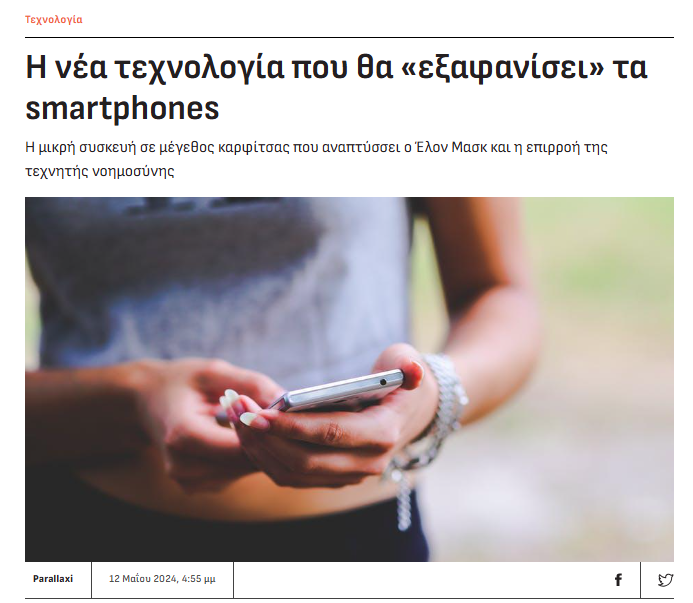 Τεχνολογία
Η νέα τεχνολογία που θα «εξαφανίσει» τα
smartphones
Η μικρή συσκευή σε μέγεθος καρφίτσας που αναπτύσσει ο Έλον Μασκ και η επιρροή της
τεχνητής νοημοσύνης
Parallaxi
12 Μαΐου 2024, 4:55 μμ